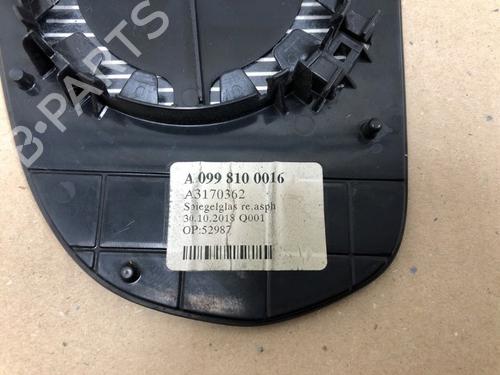 B-PARTS
A 099 810 0016
A3170362
Spiegelglas re.asph
30.10.2018 Q001
OP:52987